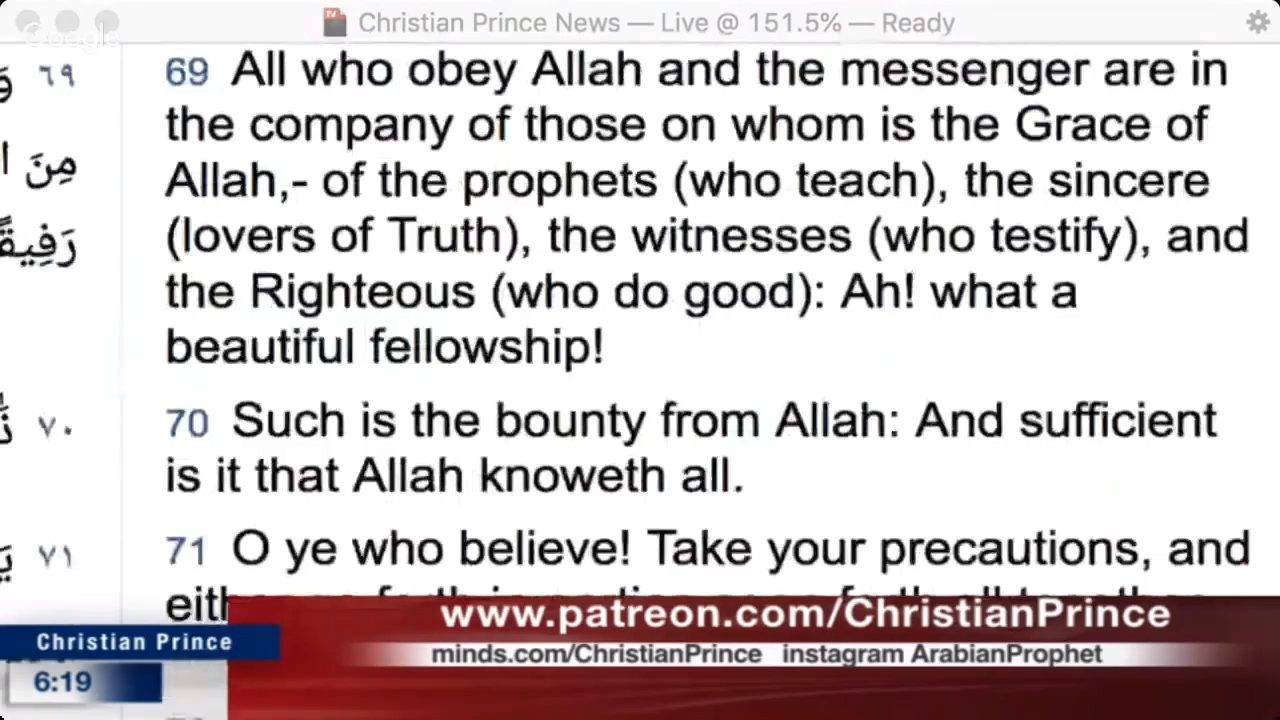 Christian Prince News — Live @ 151.5% — Ready
Google
٦٩ 69 All who obey Allah and the messenger are in
the company of those on whom is the Grace of
مِنَ
Allah,- of the prophets (who teach), the sincere
(lovers of Truth), the witnesses (who testify), and
the Righteous (who do good): Ah! what a
beautiful fellowship!
٧٠ 70 Such is the bounty from Allah: And sufficient
is it that Allah knoweth all.
٧١ 71 O ye who believe! Take your precautions, and
www.patreon.com/ChristianPrince
Christian Prince
minds.com/ChristianPrince instagram ArabianProphet
6:19